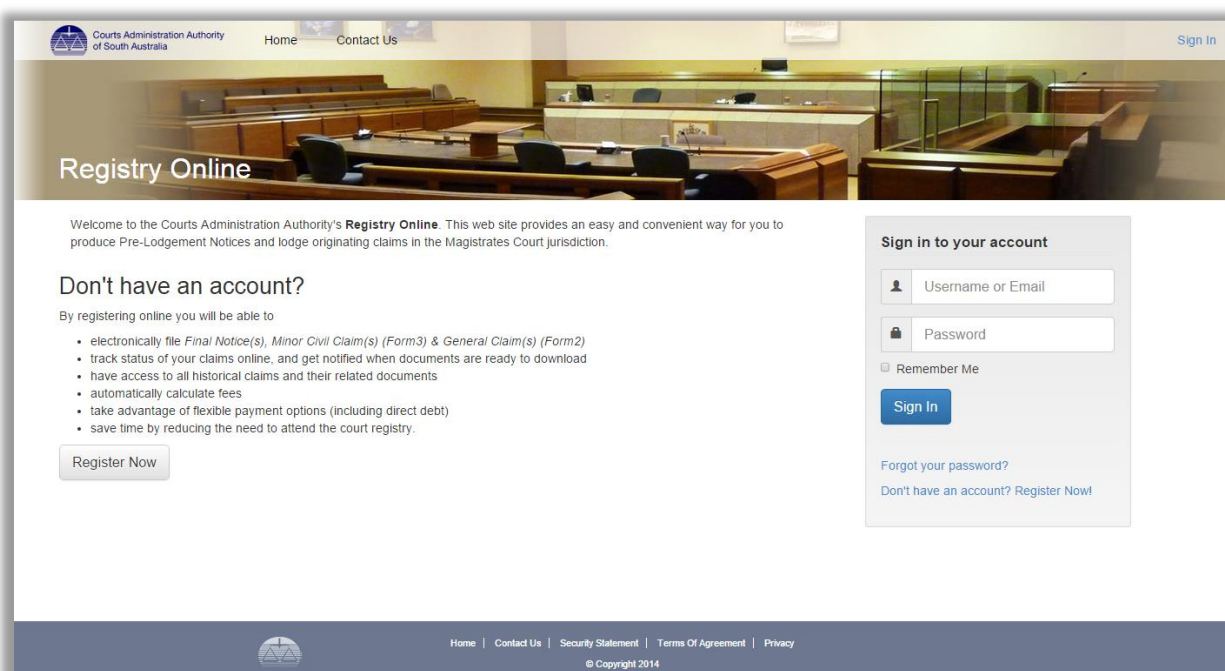 Courts Administration Authority
of South Australia
Home
Contact Us
Sign In
Registry Online
Welcome to the Courts Administration Authority's Registry Online. This web site provides an easy and convenient way for you to
produce Pre-Lodgement Notices and lodge originating claims in the Magistrates Court jurisdiction.
Don't have an account?
By registering online you will be able to
• electronically file Final Notice(s), Minor Civil Claim(s) (Form3) & General Claim(s) (Form2)
• track status of your claims online, and get notified when documents are ready to download
• have access to all historical claims and their related documents
• automatically calculate fees
• take advantage of flexible payment options (including direct debt)
• save time by reducing the need to attend the court registry.
Register Now
Sign in to your account
Username or Email
Password
Remember Me
Sign In
Forgot your password?
Don't have an account? Register Now!
Home | Contact Us | Security Statement | Terms Of Agreement | Privacy
© Copyright 2014